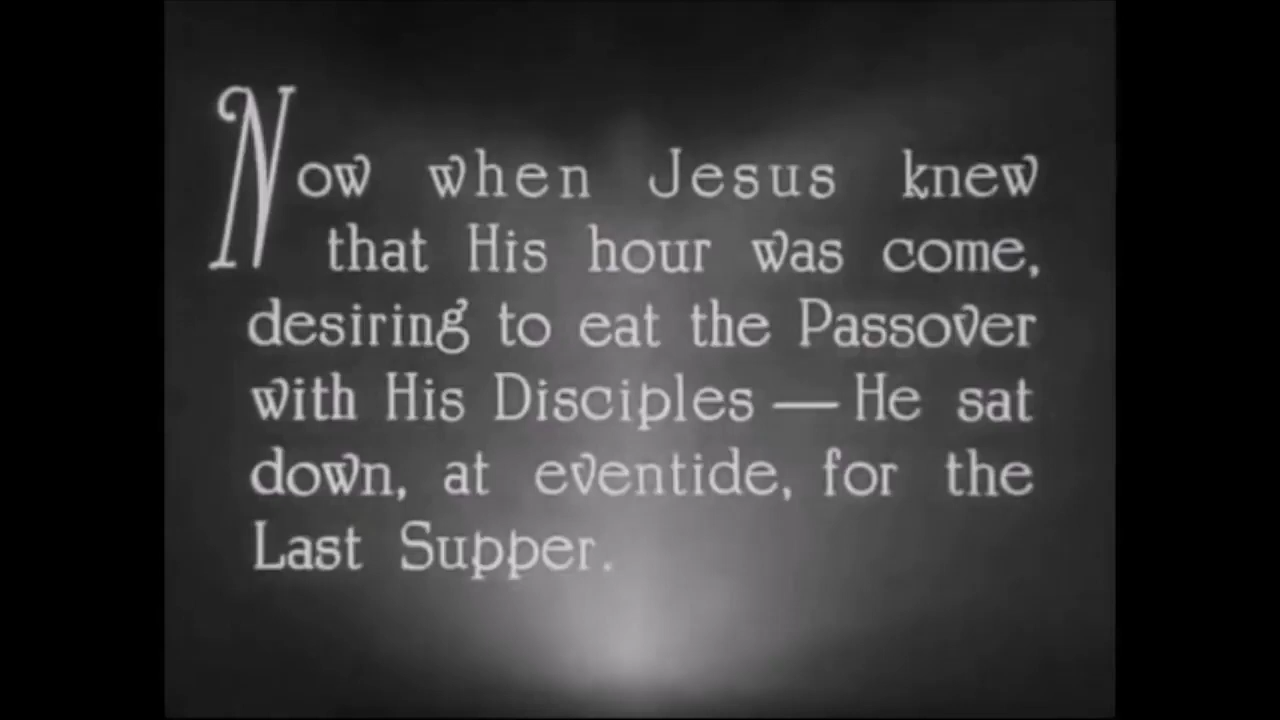 Now when Jesus knew
that His hour was come,
desiring to eat the Passover
with His Disciples — He sat
down, at eventide, for the
Last Supper.